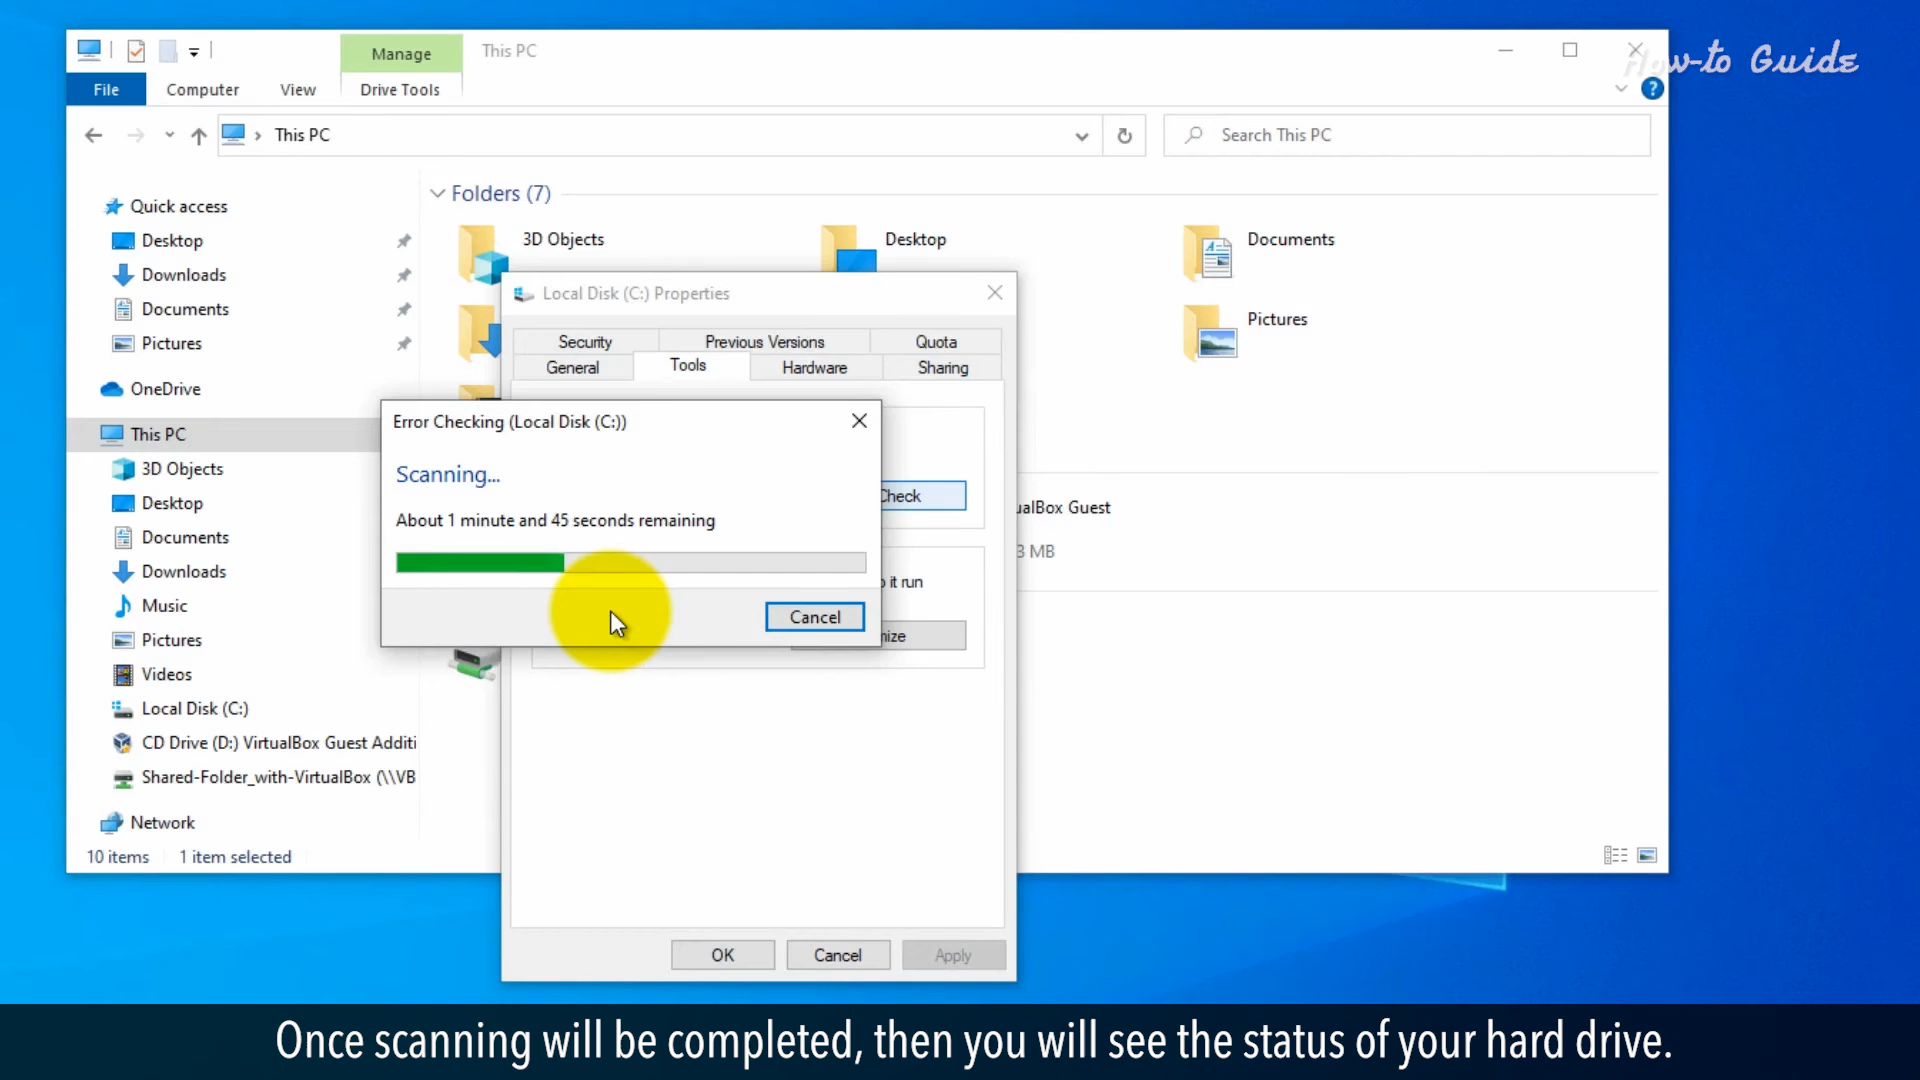 Manage
This PC
How-to Guide
File
Computer
View
Drive Tools
This PC
Search This PC
Quick access
Desktop
Downloads
Documents
Pictures
OneDrive
This PC
3D Objects
Desktop
Documents
Downloads
Music
Pictures
Videos
Local Disk (C:)
CD Drive (D:) VirtualBox Guest Additi
Shared-Folder_with-VirtualBox (\\VB
Network
10 items
1 item selected
Folders (7)
3D Objects
Desktop
Documents
Pictures
ualBox Guest
3 MB
Local Disk (C:) Properties
Security
Previous Versions
Quota
General
Tools
Hardware
Sharing
Check
o it run
mize
OK
Cancel
Apply
Error Checking (Local Disk (C:))
Scanning...
About 1 minute and 45 seconds remaining
Cancel
Once scanning will be completed, then you will see the status of your hard drive.